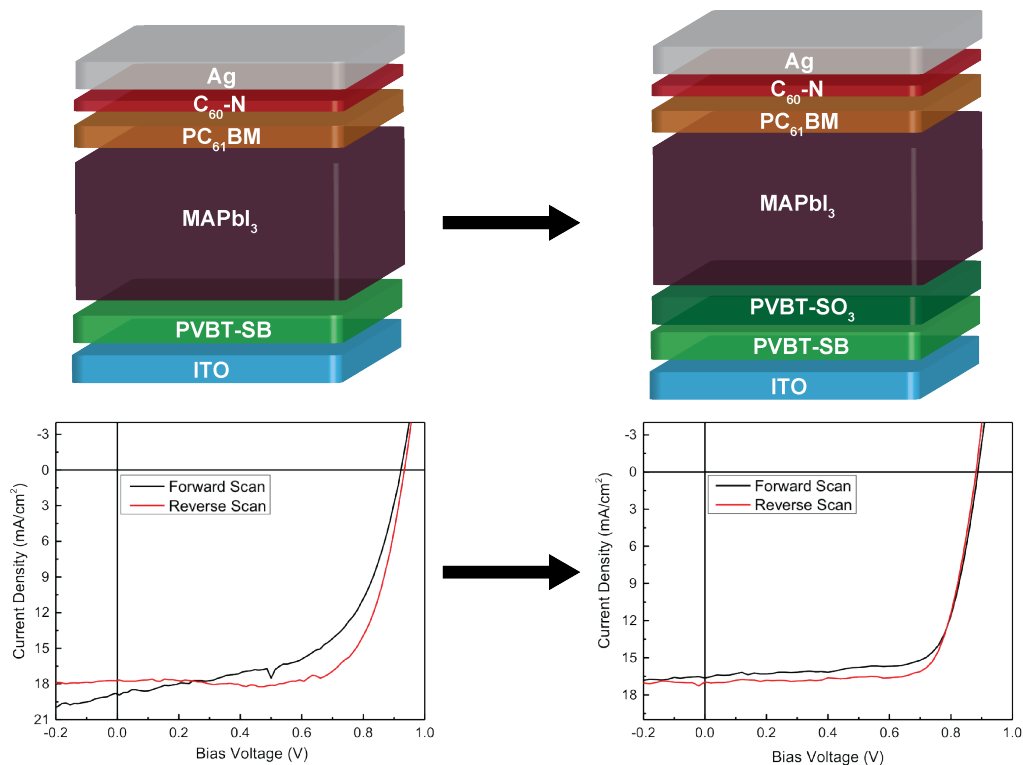 Ag
C60-N
PC61BM
MAPbI3
PVBT-SB
ITO
Ag
C60-N
PC61BM
MAPbI3
PVBT-SO3
PVBT-SB
ITO
Current Density (mA/cm2)
-3
0
3
6
9
12
15
18
21
Forward Scan
Reverse Scan
-0.2 0.0 0.2 0.4 0.6 0.8 1.0
Bias Voltage (V)
Current Density (mA/cm2)
-3
0
3
6
9
12
15
18
Forward Scan
Reverse Scan
-0.2 0.0 0.2 0.4 0.6 0.8 1.0
Bias Voltage (V)